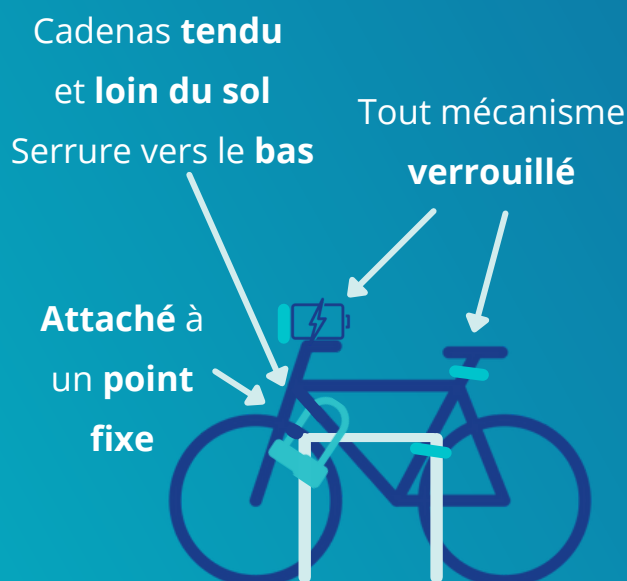 Cadenas tendu
et loin du sol
Serrure vers le bas
Tout mécanisme
verrouillé
Attaché à
un point
fixe